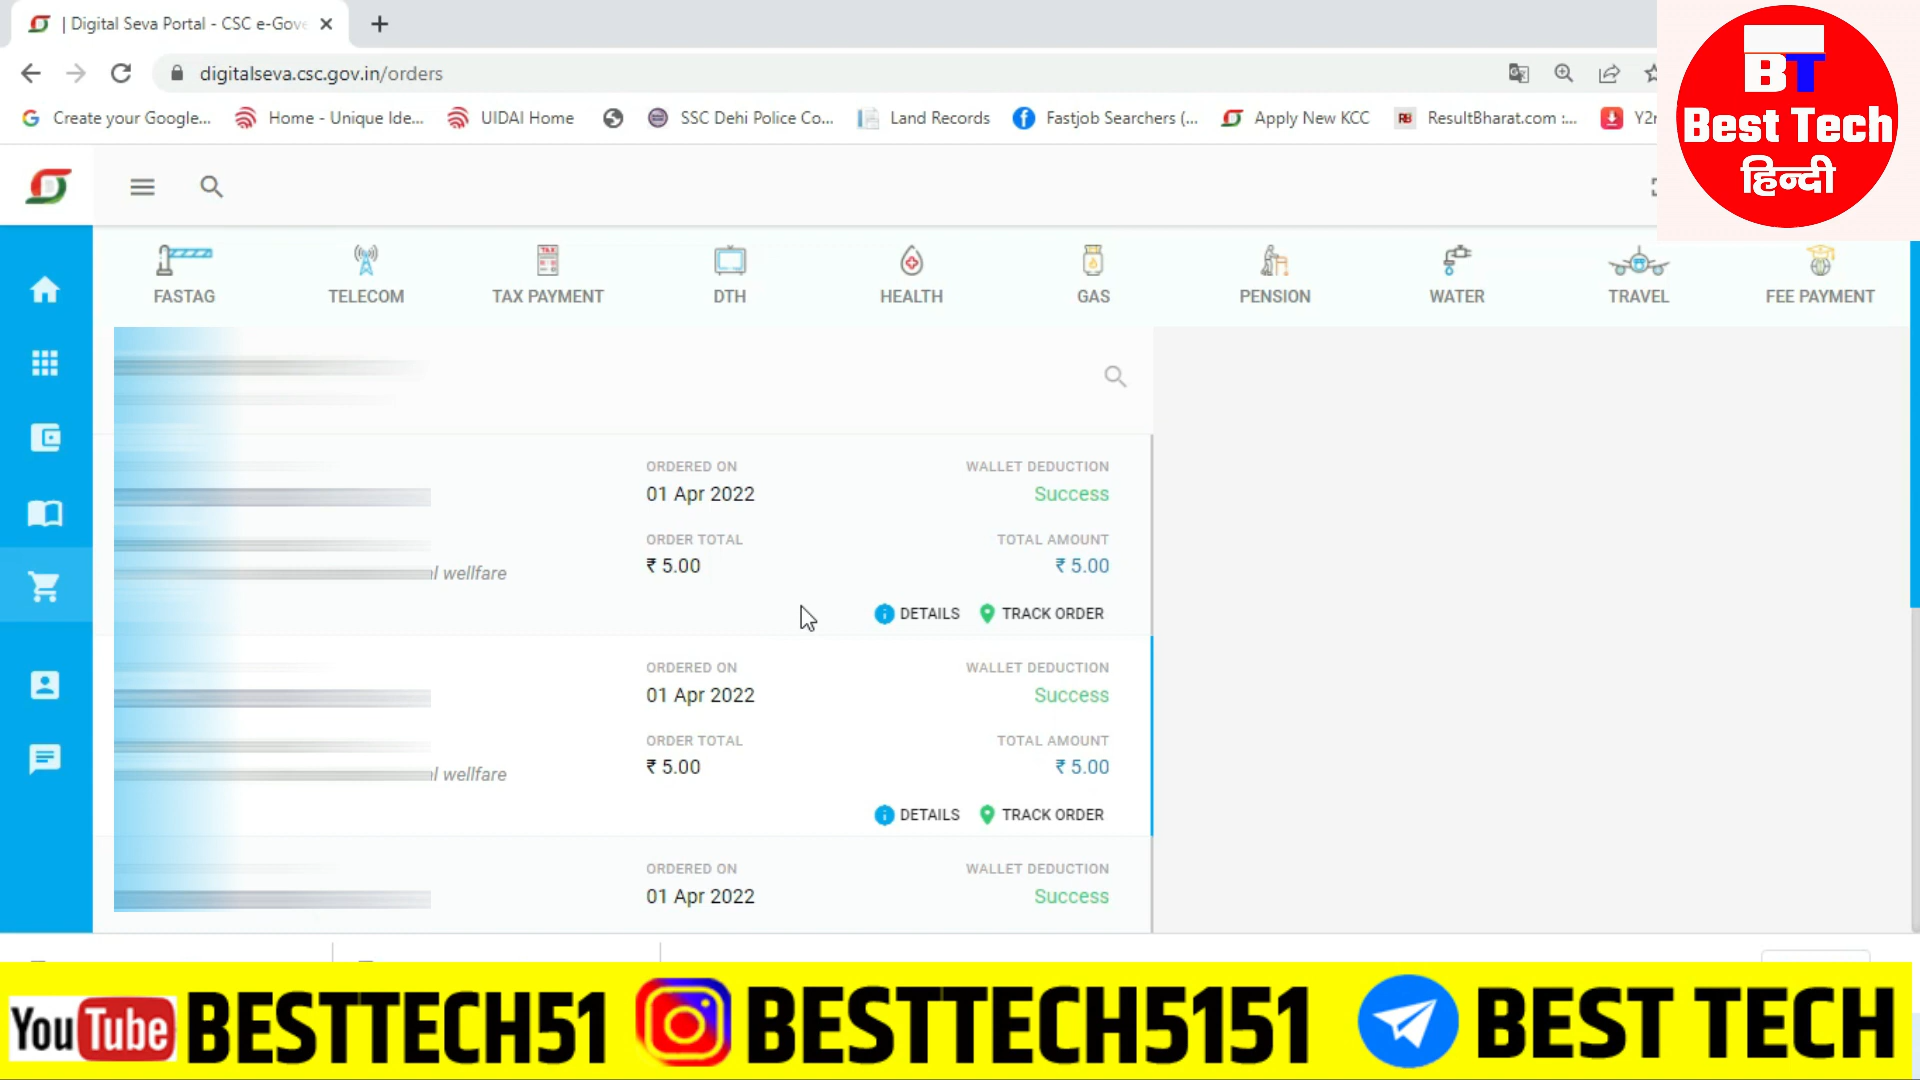 | Digital Seva Portal - CSC e-Gove
digitalseva.csc.gov.in/orders
Create your Google...
Home - Unique Ide...
UIDAI Home
SSC Dehi Police Co...
Land Records
Fastjob Searchers (...
Apply New KCC
RB
ResultBharat.com :...
BT
Best Tech
हिन्दी
FASTAG
TELECOM
TAX
TAX PAYMENT
DTH
HEALTH
GAS
PENSION
WATER
TRAVEL
FEE PAYMENT
ORDERED ON
WALLET DEDUCTION
01 Apr 2022
Success
ORDER TOTAL
TOTAL AMOUNT
₹ 5.00
₹ 5.00
l wellfare
DETAILS
TRACK ORDER
ORDERED ON
WALLET DEDUCTION
01 Apr 2022
Success
ORDER TOTAL
TOTAL AMOUNT
₹ 5.00
₹ 5.00
l wellfare
DETAILS
TRACK ORDER
ORDERED ON
WALLET DEDUCTION
01 Apr 2022
Success
YouTube BESTTECH51
BESTTECH5151
BEST TECH